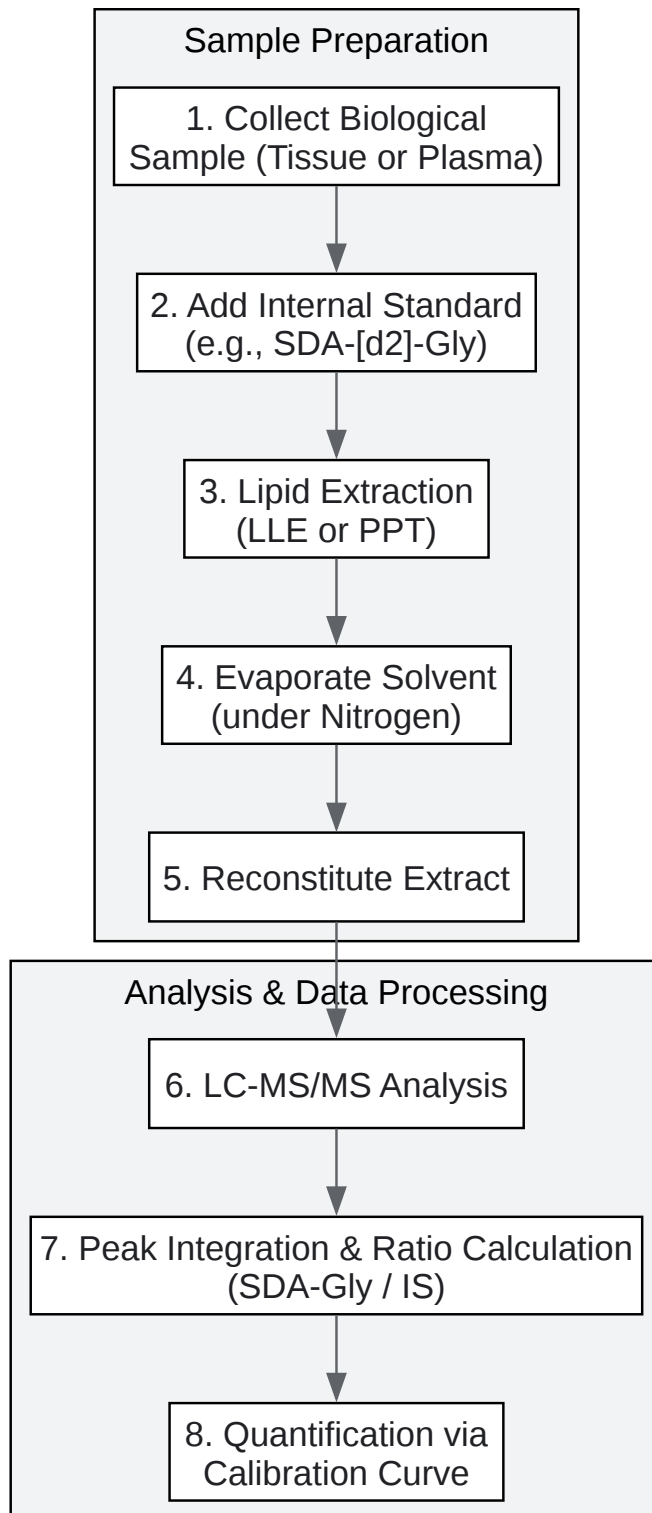 Sample Preparation
1. Collect Biological
Sample (Tissue or Plasma)
2. Add Internal Standard
(e.g., SDA-[d2]-Gly)
3. Lipid Extraction
(LLE or PPT)
4. Evaporate Solvent
(under Nitrogen)
5. Reconstitute Extract
Analysis & Data Processing
6. LC-MS/MS Analysis
7. Peak Integration & Ratio Calculation
(SDA-Gly / IS)
8. Quantification via
Calibration Curve